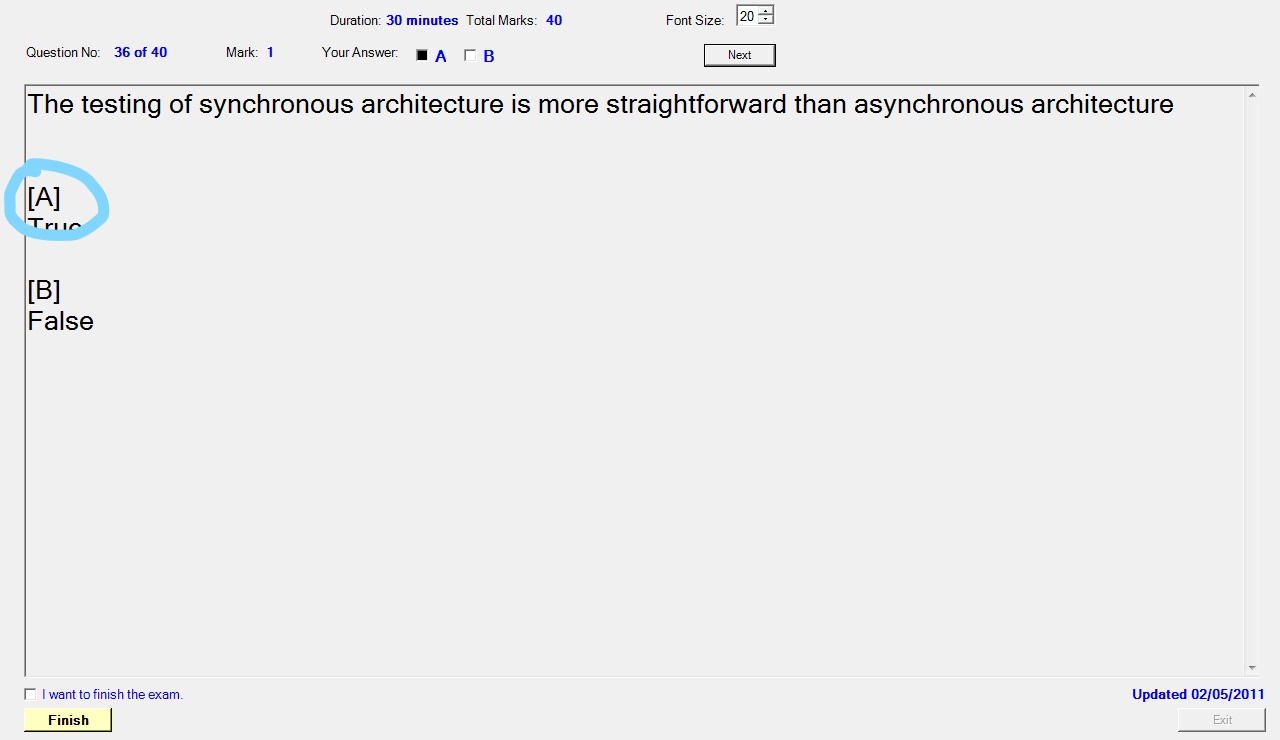 Duration: 30 minutes Total Marks: 40 Font Size: 20
Question No: 36 of 40 Mark: 1 Your Answer: A B Next
The testing of synchronous architecture is more straightforward than asynchronous architecture
[A]
True
[B]
False
I want to finish the exam. Updated 02/05/2011
Finish Exit